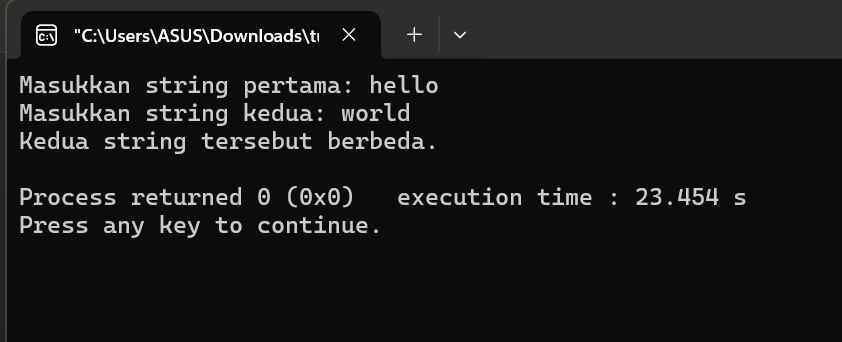 "C:\Users\ASUS\Downloads\tu
Masukkan string pertama: hello
Masukkan string kedua: world
Kedua string tersebut berbeda.
Process returned 0 (0x0)   execution time : 23.454 s
Press any key to continue.